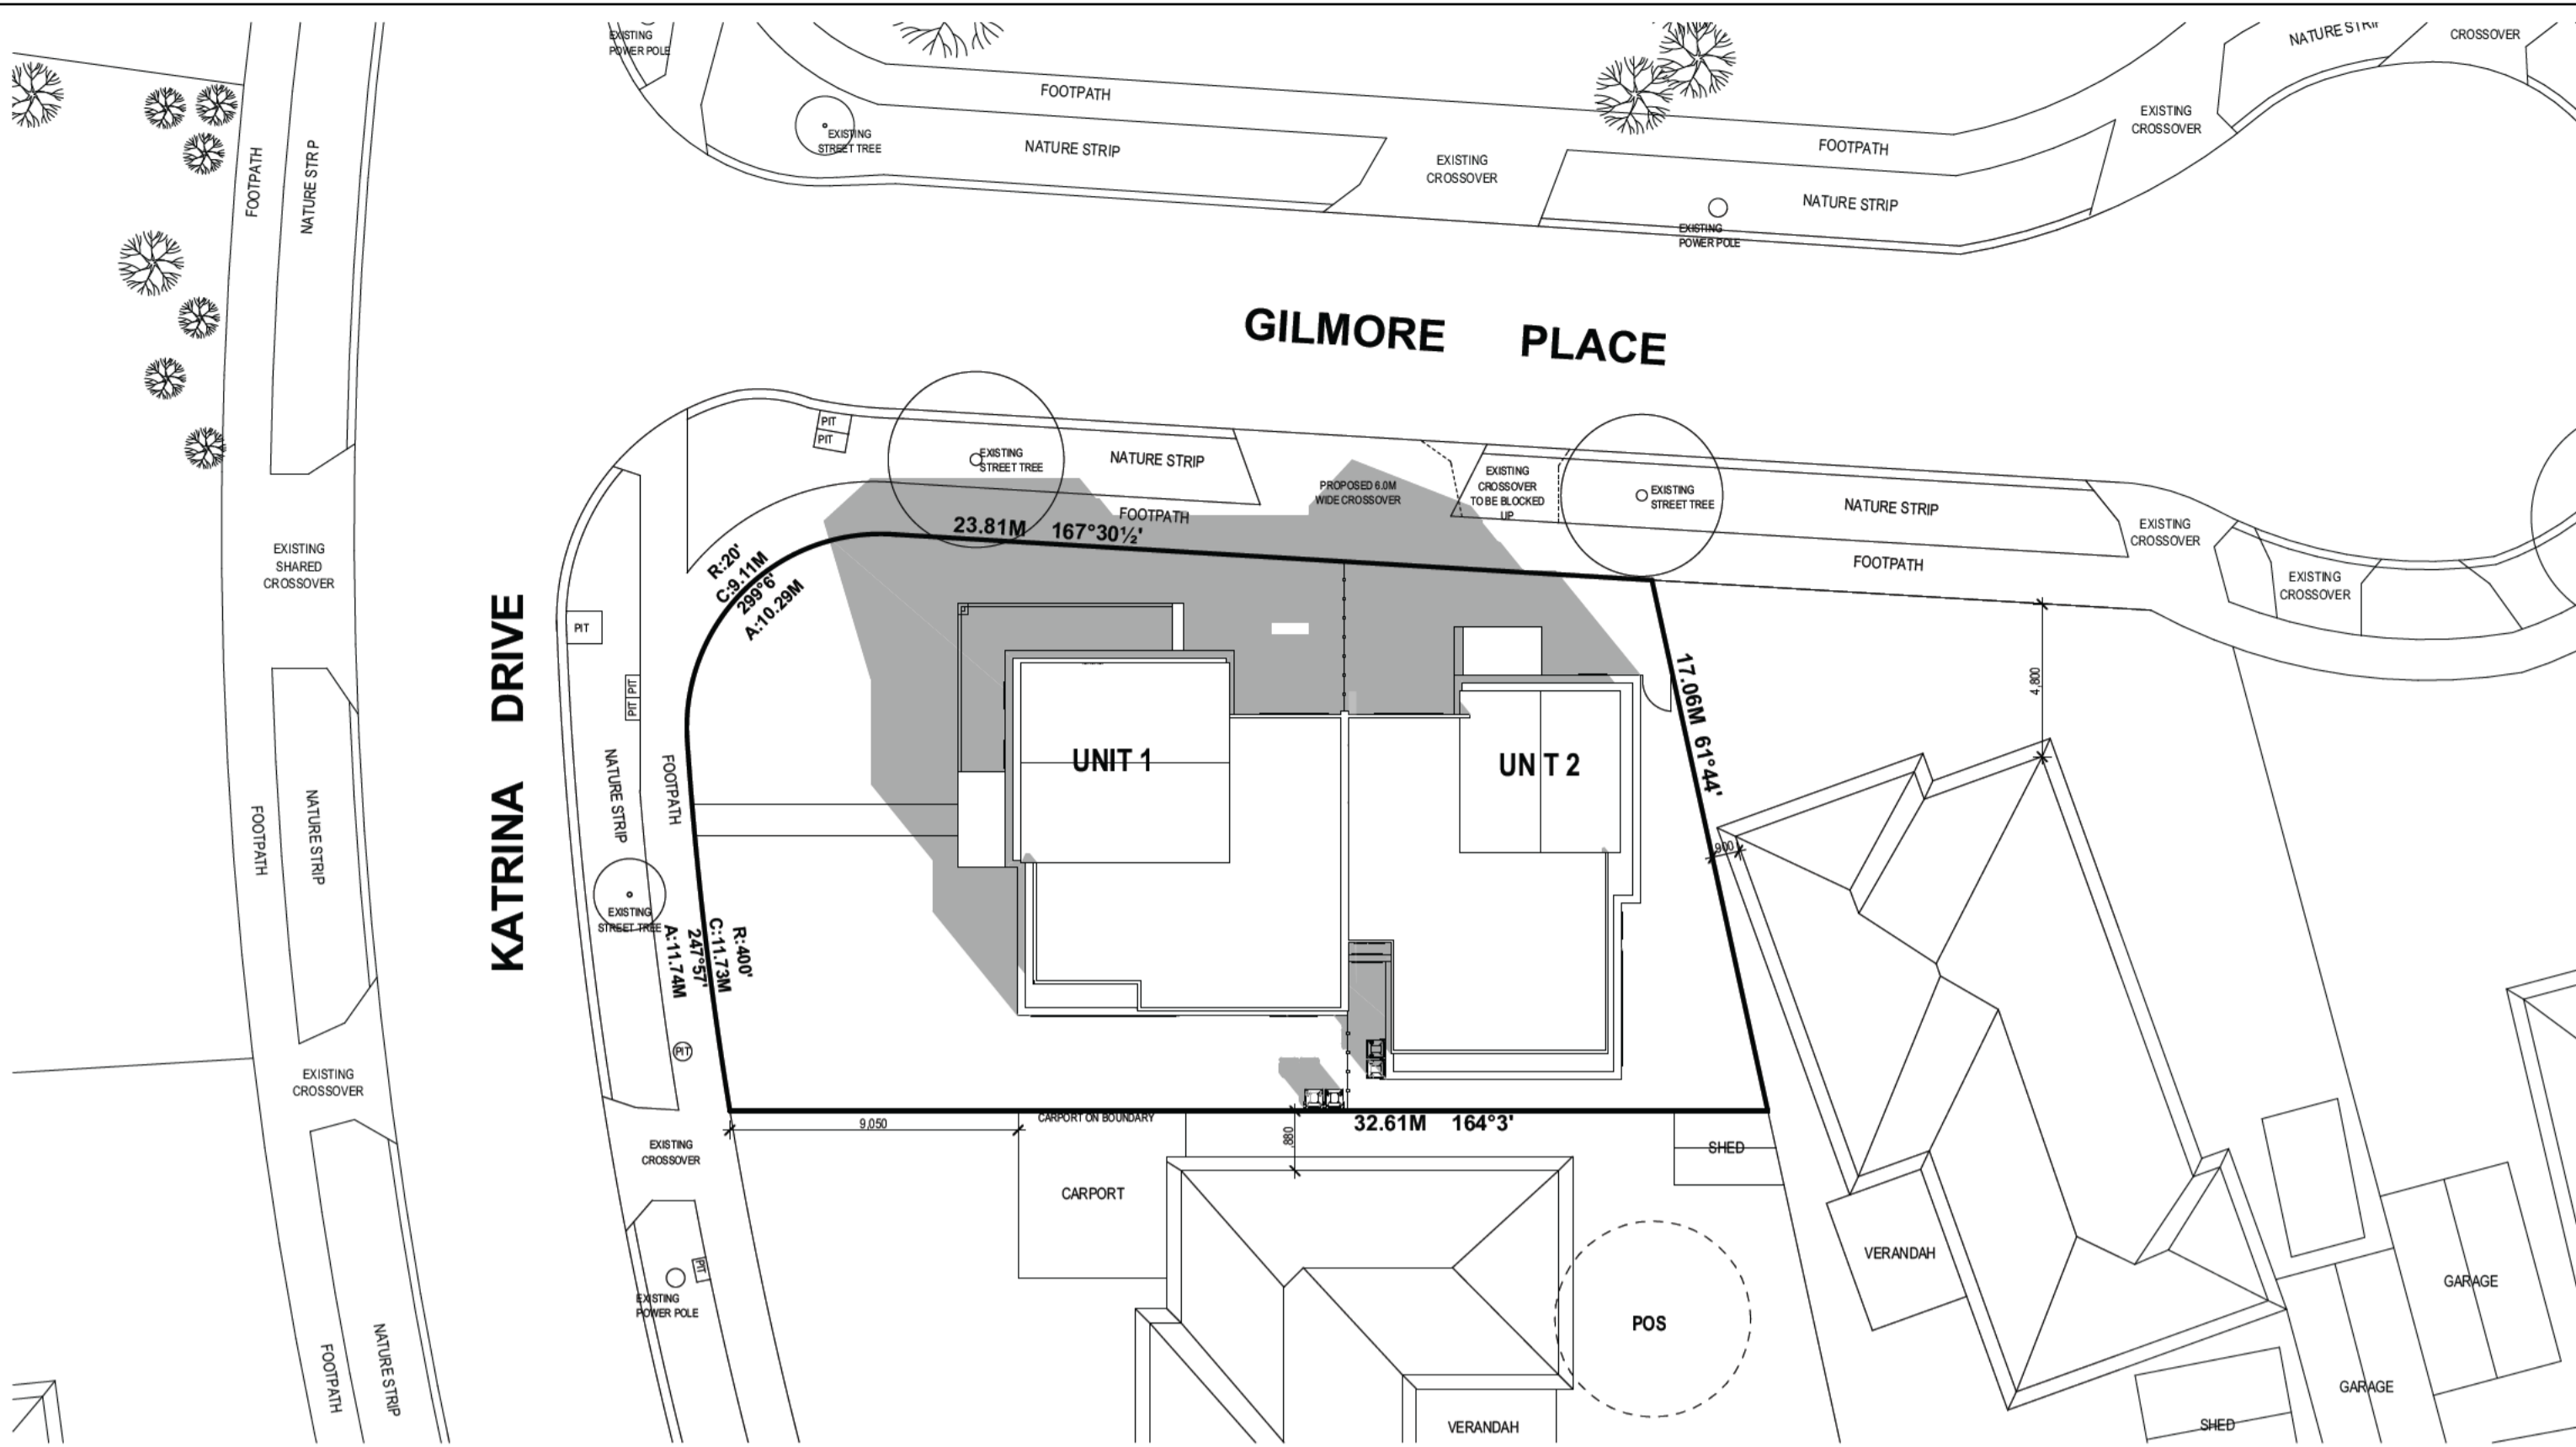 EXISTING
POWER POLE
NATURE STRIP
CROSSOVER
FOOTPATH
EXISTING
STREET TREE
NATURE STRIP
EXISTING
CROSSOVER
FOOTPATH
EXISTING
CROSSOVER
NATURE STRIP
EXISTING
POWER POLE
FOOTPATH
NATURE STR P
GILMORE PLACE
PIT
PIT
EXISTING
STREET TREE
NATURE STRIP
PROPOSED 6.0M
WIDE CROSSOVER
EXISTING
CROSSOVER
TO BE BLOCKED
UP
EXISTING
STREET TREE
NATURE STRIP
EXISTING
CROSSOVER
FOOTPATH
23.81M 167°30½'
FOOTPATH
EXISTING
CROSSOVER
EXISTING
SHARED
CROSSOVER
R:20'
C:9.11M
299°6'
A:10.29M
KATRINA DRIVE
PIT
PIT
PIT
17.06M 61°44'
4,800
UNIT 1
UN T 2
NATURE STRIP
FOOTPATH
FOOTPATH
NATURE STRIP
900
EXISTING
STREET TREE
R:400'
C:11.73M
247°57'
A:11.74M
PIT
EXISTING
CROSSOVER
9,050
CARPORT ON BOUNDARY
880
32.61M 164°3'
SHED
EXISTING
CROSSOVER
CARPORT
PIT
EXISTING
POWER POLE
POS
VERANDAH
GARAGE
FOOTPATH
NATURE STRIP
VERANDAH
GARAGE
SHED